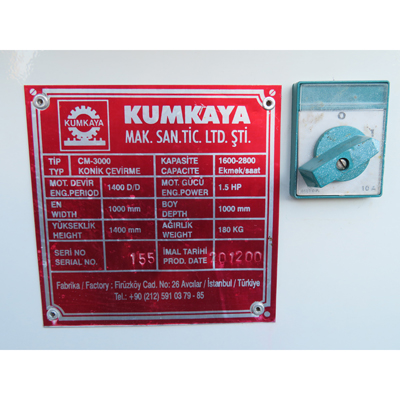 KUMKAYA
KUMKAYA
MAK. SAN.TİC. LTD. ŞTİ.
TİP CM-3000 KAPASİTE 1600-2800
TYP KONİK ÇEVİRME CAPACITE Ekmek/saat
MOT. DEVİR 1400 D/D MOT. GÜCÜ 1.5 HP
ENG.PERIOD ENG. POWER
EN 1000 mm BOY 1000 mm
WIDTH DEPTH
YÜKSEKLİK 1400 mm AĞIRLIK 180 KG
HEIGHT WEIGHT
SERİ NO 155 İMAL TARİHİ 201200
SERIAL NO. PROD. DATE
Fabrika / Factory : Firüzköy Cad. No: 26 Avcılar / İstanbul / Türkiye
Tel.: +90 (212) 591 03 79 - 85